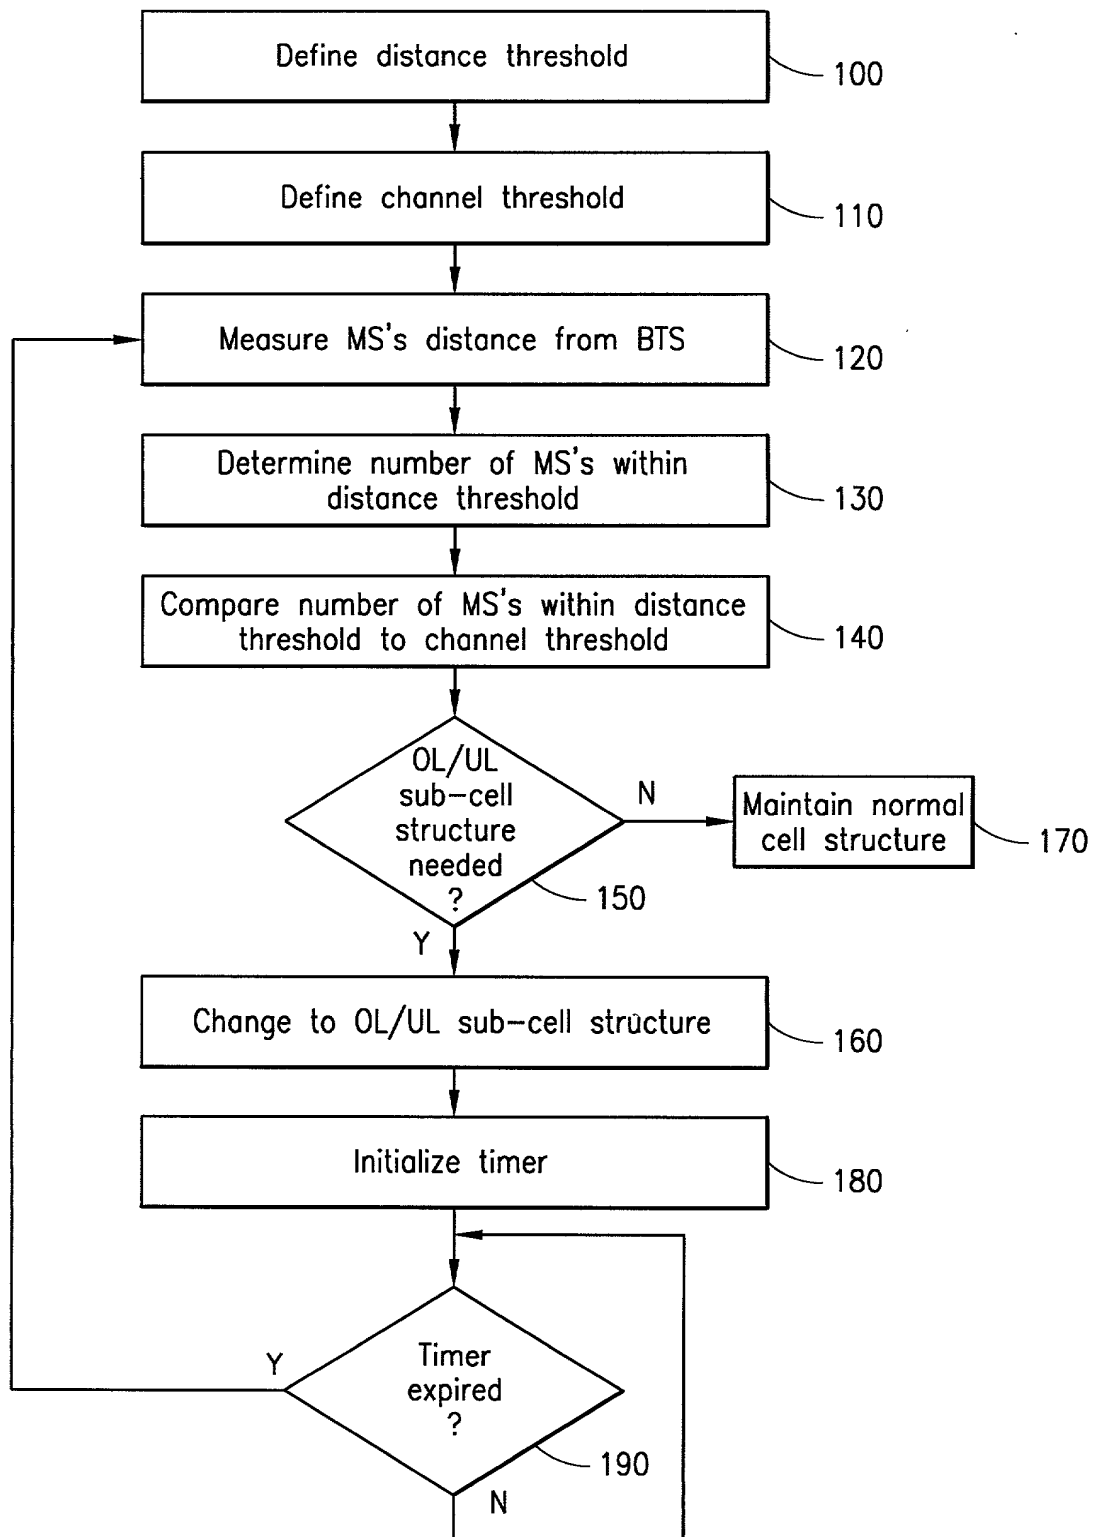 Define distance threshold
100
Define channel threshold
110
Measure MS's distance from BTS
120
Determine number of MS's within
distance threshold
130
Compare number of MS's within distance
threshold to channel threshold
140
OL/UL
sub-cell
structure
needed
?
150
N
Maintain normal
cell structure
170
Y
Change to OL/UL sub-cell structure
160
Initialize timer
180
Timer
expired
?
190
Y
N